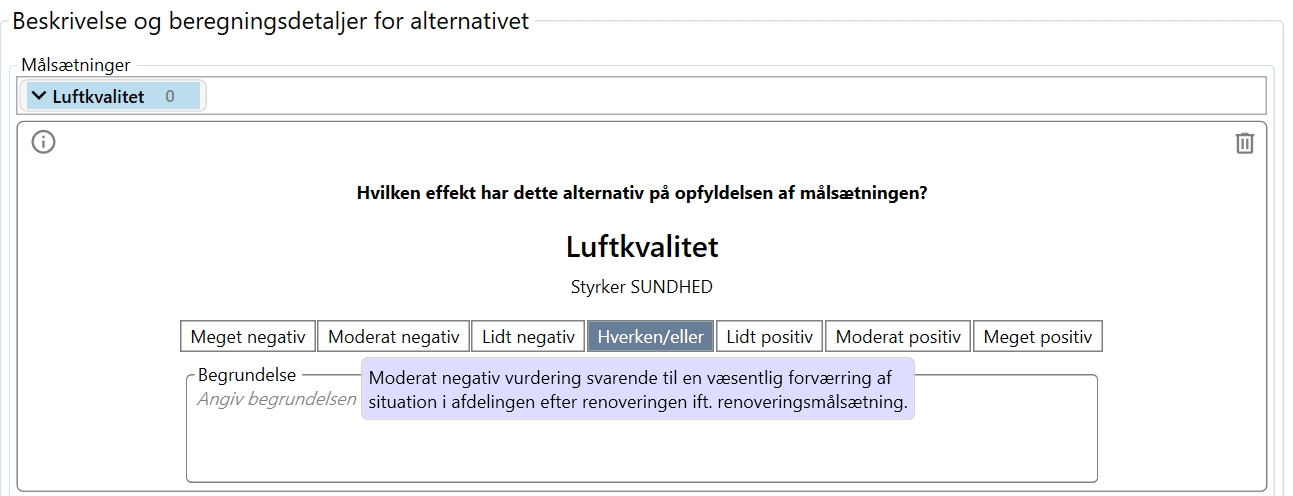 Beskrivelse og beregningsdetaljer for alternativet
Målsætninger
Luftkvalitet 0
Hvilken effekt har dette alternativ på opfyldelsen af målsætningen?
Luftkvalitet
Styrker SUNDHED
Meget negativ Moderat negativ Lidt negativ Hverken/eller Lidt positiv Moderat positiv Meget positiv
Begrundelse
Angiv begrundelsen
Moderat negativ vurdering svarende til en væsentlig forværring af
situation i afdelingen efter renoveringen ift. renoveringsmålsætning.